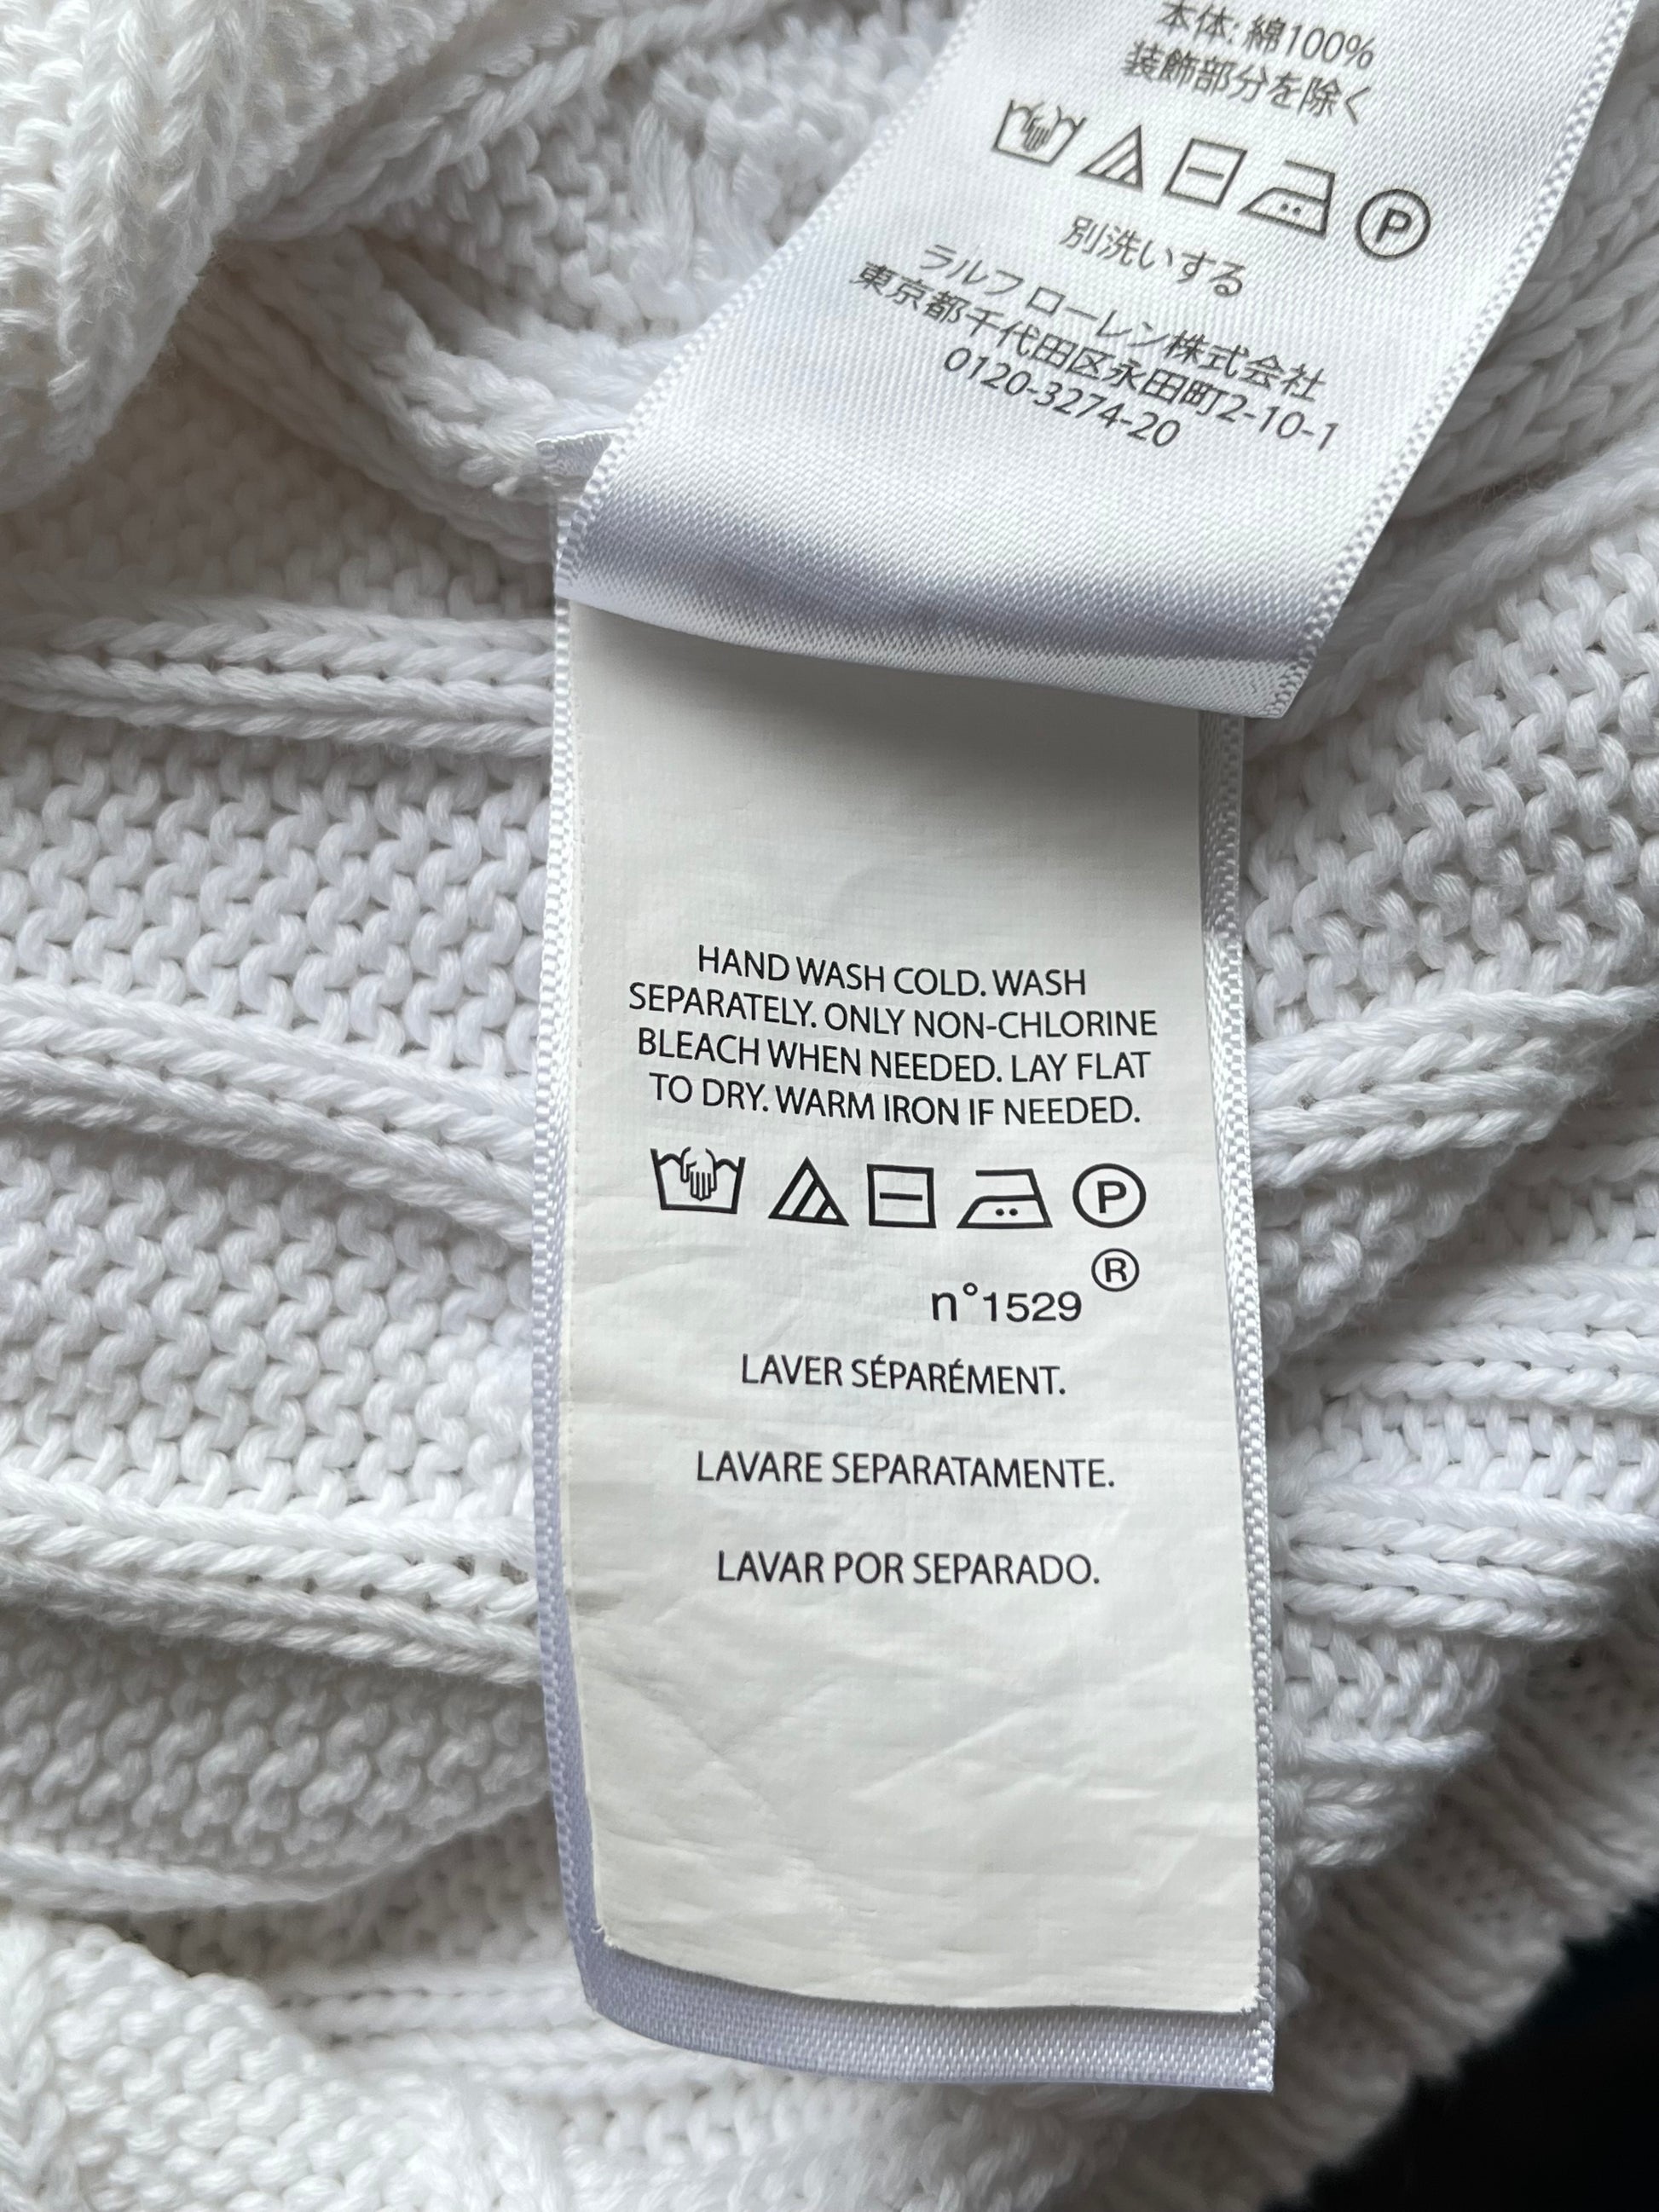 本体: 綿100%
装飾部分を除く
P
別洗いする
ラルフ ローレン株式会社
東京都千代田区永田町2-10-1
0120-3274-20
HAND WASH COLD. WASH
SEPARATELY. ONLY NON-CHLORINE
BLEACH WHEN NEEDED. LAY FLAT
TO DRY. WARM IRON IF NEEDED.
P
n°1529 ®
LAVER SÉPARÉMENT.
LAVARE SEPARATAMENTE.
LAVAR POR SEPARADO.